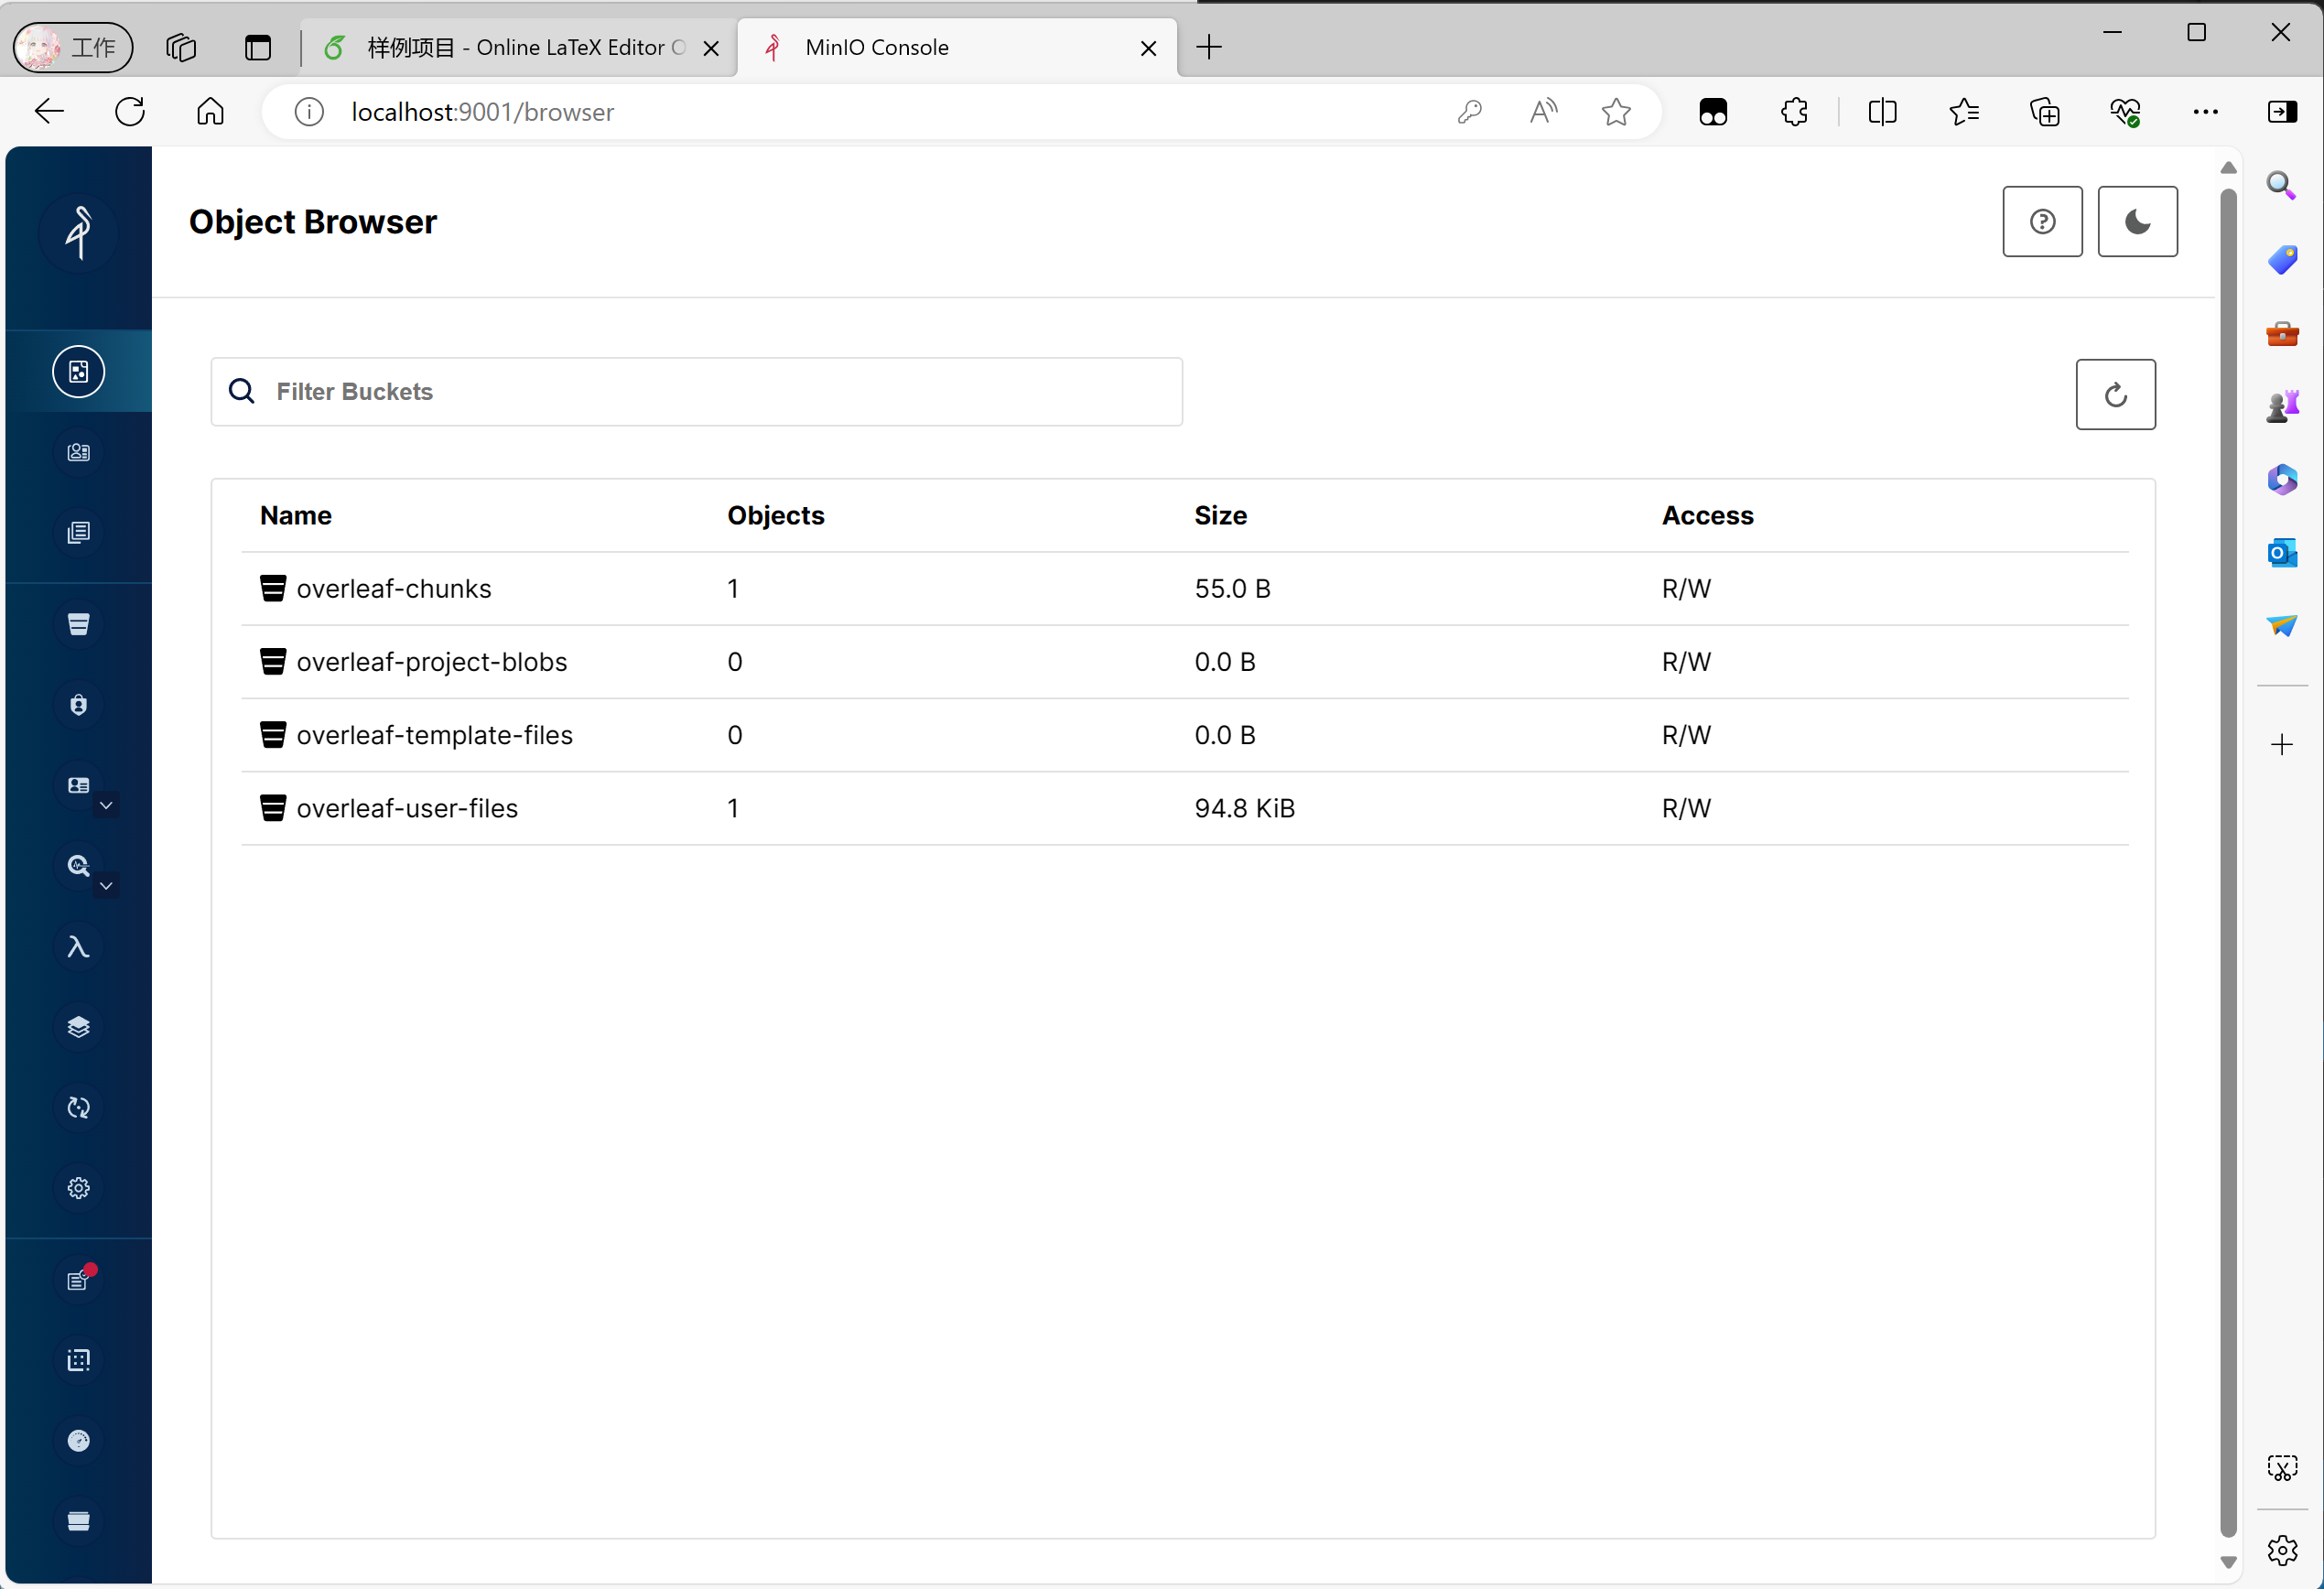 工作
样例项目 - Online LaTeX Editor O
MinIO Console
localhost:9001/browser
Object Browser
Filter Buckets
Name Objects Size Access
overleaf-chunks 1 55.0 B R/W
overleaf-project-blobs 0 0.0 B R/W
overleaf-template-files 0 0.0 B R/W
overleaf-user-files 1 94.8 KiB R/W